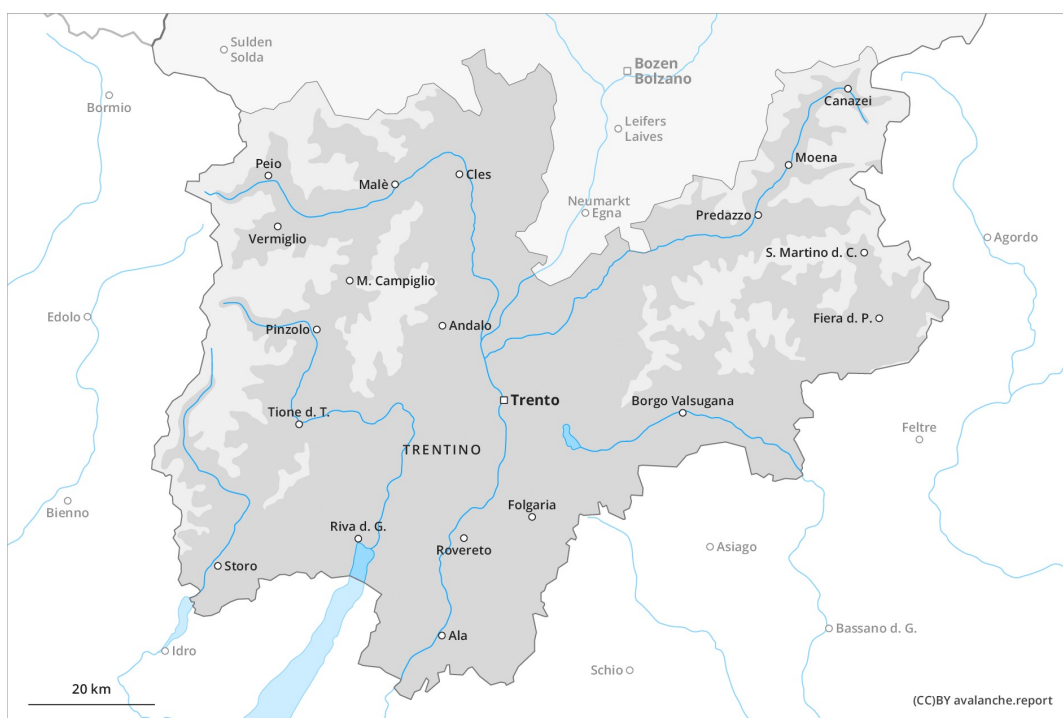 Sulden
Solda
Bozen
Bolzano
Bormio
Canazei
Leifers
Laives
Moena
Peio
Malè
Cles
Neumarkt
Egna
Predazzo
Vermiglio
Agordo
S. Martino d. C.
M. Campiglio
Edolo
Pinzolo
Andalo
Fiera d. P.
Trento
Borgo Valsugana
Tione d. T.
Feltre
TRENTINO
Bienno
Folgaria
Riva d. G.
Rovereto
Asiago
Storo
Bassano d. G.
Ala
Idro
Schio
20 km
(CC)BY avalanche.report